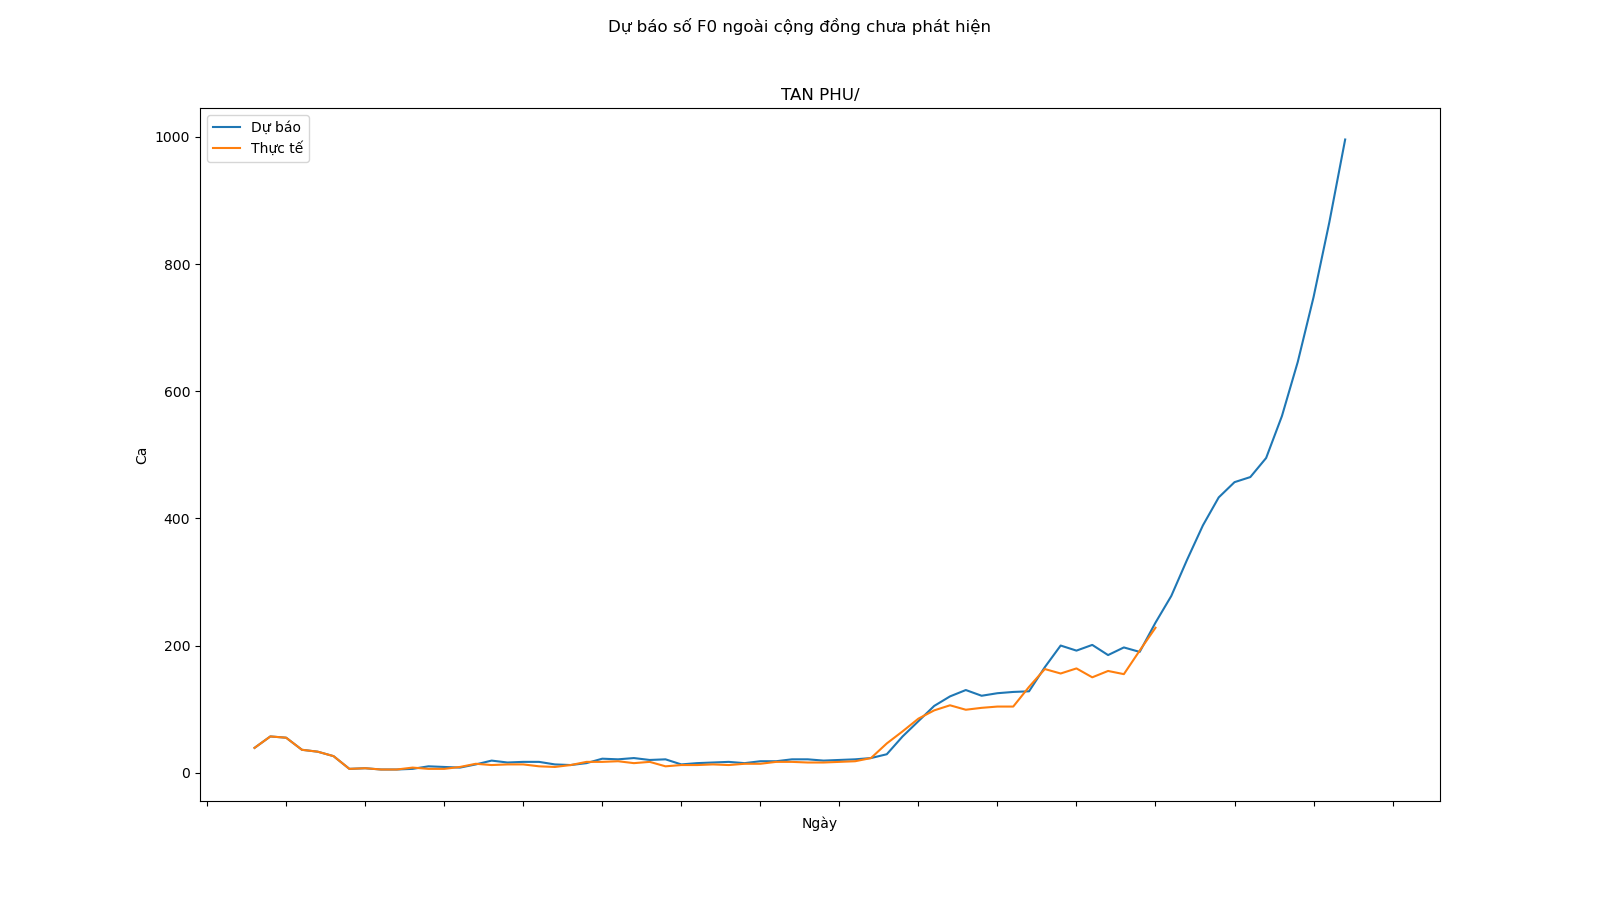 Dự báo số F0 ngoài cộng đồng chưa phát hiện
TAN PHU/
Dự báo
Thực tế
1000
800
600
400
200
0
Ca
Ngày